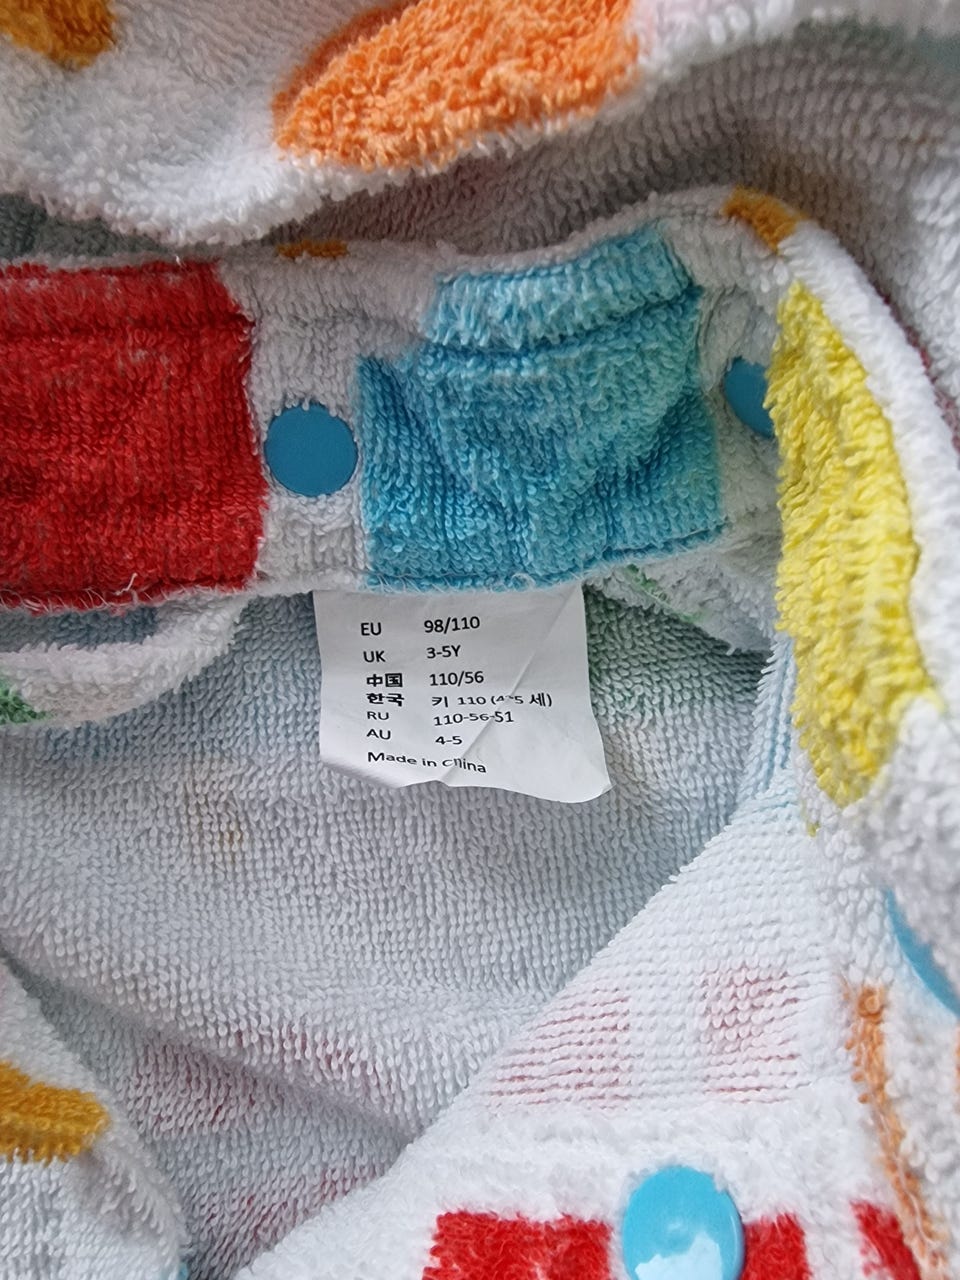 EU 98/110
UK 3-5Y
中国 110/56
한국 키 110 (4~5 세)
RU 110-56-51
AU 4-5
Made in China